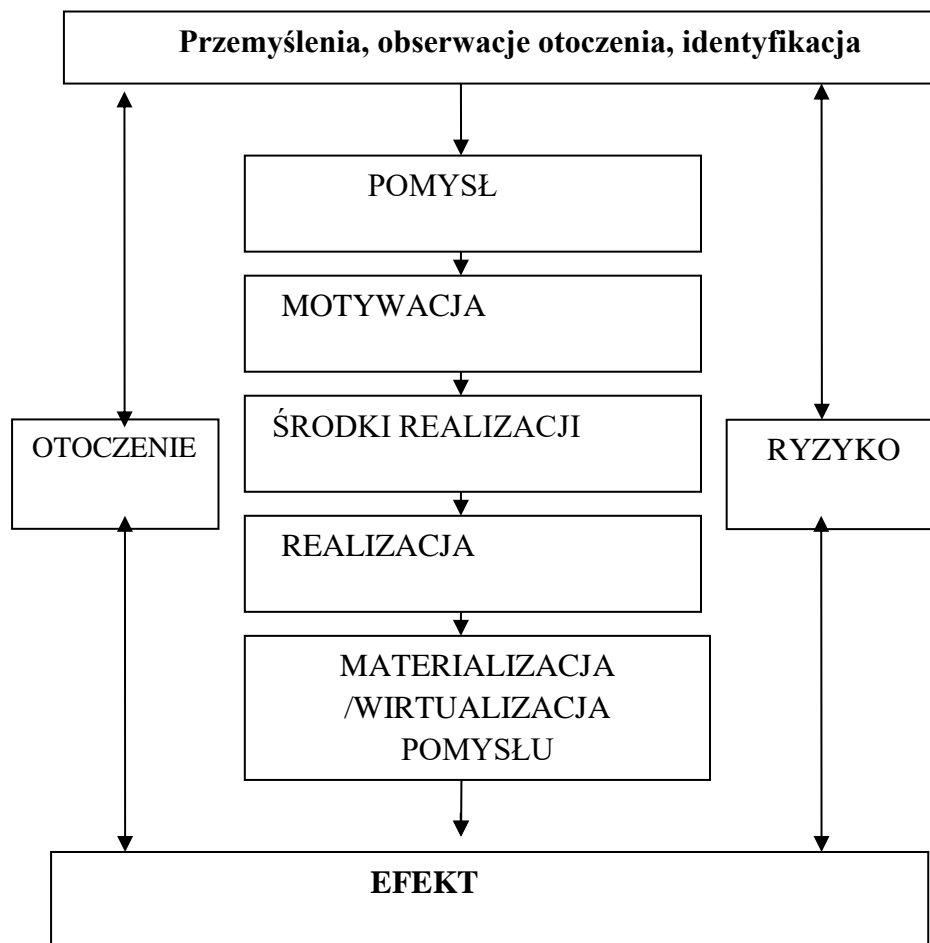 Przemyślenia, obserwacje otoczenia, identyfikacja
POMYSŁ
MOTYWACJA
ŚRODKI REALIZACJI
OTOCZENIE
RYZYKO
REALIZACJA
MATERIALIZACJA
/WIRTUALIZACJA
POMYSŁU
EFEKT